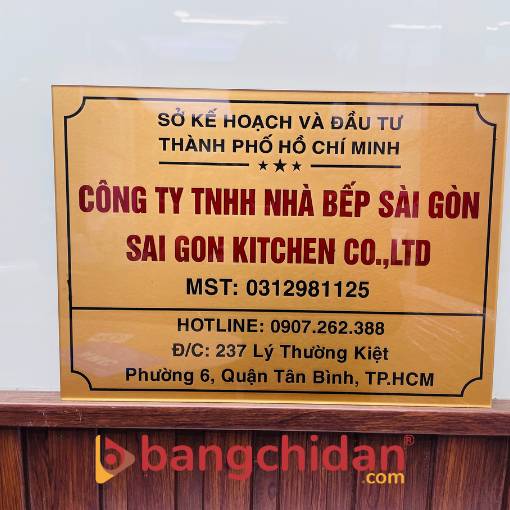 SỞ KẾ HOẠCH VÀ ĐẦU TƯ
THÀNH PHỐ HỒ CHÍ MINH
CÔNG TY TNHH NHÀ BẾP SÀI GÒN
SAI GON KITCHEN CO.,LTD
MST: 0312981125
HOTLINE: 0907.262.388
Đ/C: 237 Lý Thường Kiệt
Phường 6, Quận Tân Bình, TP.HCM
bangchidan®
.com